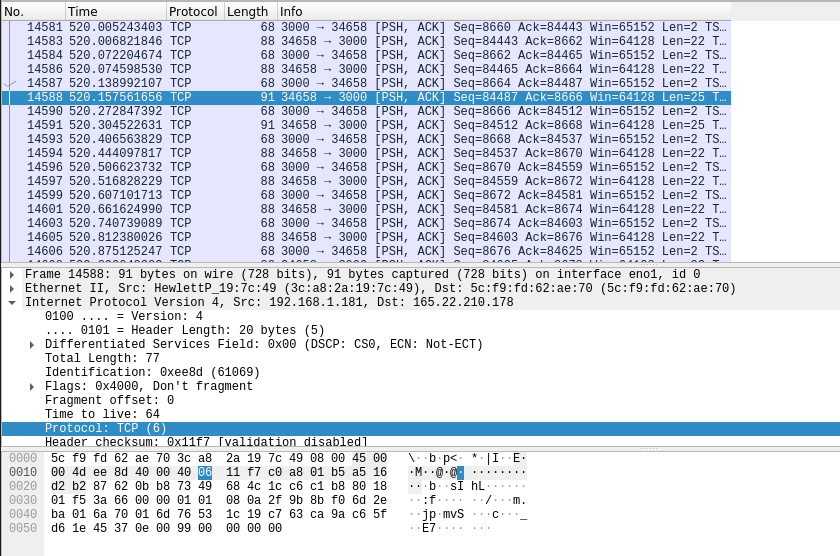 No. Time Protocol Length Info
14581 520.005243403 TCP 68 3000 → 34658 [PSH, ACK] Seq=8660 Ack=84443 Win=65152 Len=2 TS…
14583 520.006821846 TCP 88 34658 → 3000 [PSH, ACK] Seq=84443 Ack=8662 Win=64128 Len=22 T…
14584 520.072204674 TCP 68 3000 → 34658 [PSH, ACK] Seq=8662 Ack=84465 Win=65152 Len=2 TS…
14586 520.074598530 TCP 88 34658 → 3000 [PSH, ACK] Seq=84465 Ack=8664 Win=64128 Len=22 T…
14587 520.138992107 TCP 68 3000 → 34658 [PSH, ACK] Seq=8664 Ack=84487 Win=65152 Len=2 TS…
14588 520.157561656 TCP 91 34658 → 3000 [PSH, ACK] Seq=84487 Ack=8666 Win=64128 Len=25 T…
14590 520.272847392 TCP 68 3000 → 34658 [PSH, ACK] Seq=8666 Ack=84512 Win=65152 Len=2 TS…
14591 520.304522631 TCP 91 34658 → 3000 [PSH, ACK] Seq=84512 Ack=8668 Win=64128 Len=25 T…
14593 520.406563829 TCP 68 3000 → 34658 [PSH, ACK] Seq=8668 Ack=84537 Win=65152 Len=2 TS…
14594 520.444097817 TCP 88 34658 → 3000 [PSH, ACK] Seq=84537 Ack=8670 Win=64128 Len=22 T…
14596 520.506623732 TCP 68 3000 → 34658 [PSH, ACK] Seq=8670 Ack=84559 Win=65152 Len=2 TS…
14597 520.516828229 TCP 88 34658 → 3000 [PSH, ACK] Seq=84559 Ack=8672 Win=64128 Len=22 T…
14599 520.607101713 TCP 68 3000 → 34658 [PSH, ACK] Seq=8672 Ack=84581 Win=65152 Len=2 TS…
14601 520.661624990 TCP 88 34658 → 3000 [PSH, ACK] Seq=84581 Ack=8674 Win=64128 Len=22 T…
14603 520.740739089 TCP 68 3000 → 34658 [PSH, ACK] Seq=8674 Ack=84603 Win=65152 Len=2 TS…
14605 520.812380026 TCP 88 34658 → 3000 [PSH, ACK] Seq=84603 Ack=8676 Win=64128 Len=22 T…
14606 520.875125247 TCP 68 3000 → 34658 [PSH, ACK] Seq=8676 Ack=84625 Win=65152 Len=2 TS…
Frame 14588: 91 bytes on wire (728 bits), 91 bytes captured (728 bits) on interface eno1, id 0
Ethernet II, Src: HewlettP_19:7c:49 (3c:a8:2a:19:7c:49), Dst: 5c:f9:fd:62:ae:70 (5c:f9:fd:62:ae:70)
Internet Protocol Version 4, Src: 192.168.1.181, Dst: 165.22.210.178
0100 .... = Version: 4
.... 0101 = Header Length: 20 bytes (5)
Differentiated Services Field: 0x00 (DSCP: CS0, ECN: Not-ECT)
Total Length: 77
Identification: 0xee8d (61069)
Flags: 0x4000, Don't fragment
Fragment offset: 0
Time to live: 64
Protocol: TCP (6)
Header checksum: 0x11f7 [validation disabled]
0000 5c f9 fd 62 ae 70 3c a8 2a 19 7c 49 08 00 45 00 \··b·p<· *·|I··E·
0010 00 4d ee 8d 40 00 40 06 11 f7 c0 a8 01 b5 a5 16 ·M··@·@· ········
0020 d2 b2 87 62 0b b8 73 49 68 4c 1c c6 c1 b8 80 18 ···b··sI hL······
0030 01 f5 3a 66 00 00 01 01 08 0a 2f 9b 8b f0 6d 2e ··:f···· ··/···m.
0040 ba 01 6a 70 01 6d 76 53 1c 19 c7 63 ca 9a c6 5f ··jp·mvS ···c···_
0050 d6 1e 45 37 0e 00 99 00 00 00 00 ··E7···· ···